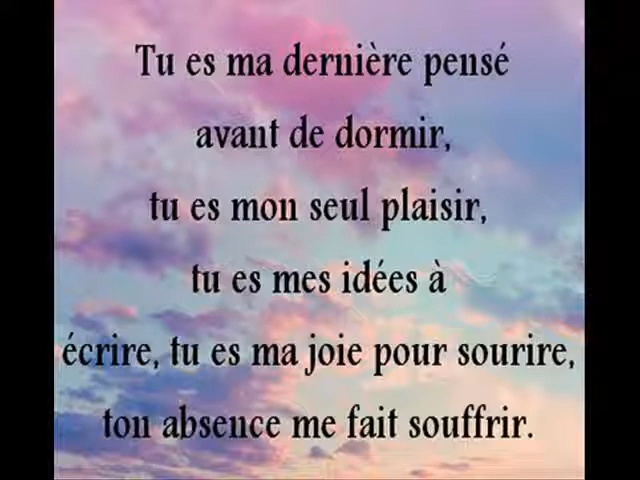 Tu es ma dernière pensé
avant de dormir,
tu es mon seul plaisir,
tu es mes idées à
écrire, tu es ma joie pour sourire,
ton absence me fait souffrir.